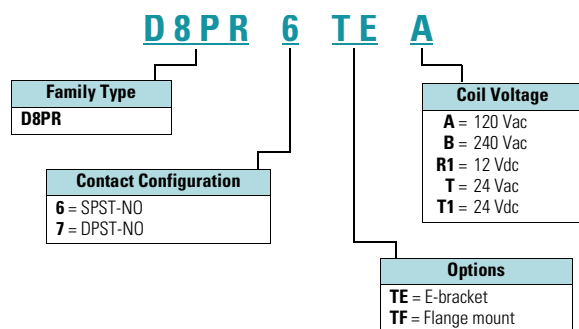 D8PR 6 TE A
Family Type
D8PR
Contact Configuration
6 = SPST-NO
7 = DPST-NO
Coil Voltage
A = 120 Vac
B = 240 Vac
R1 = 12 Vdc
T = 24 Vac
T1 = 24 Vdc
Options
TE = E-bracket
TF = Flange mount